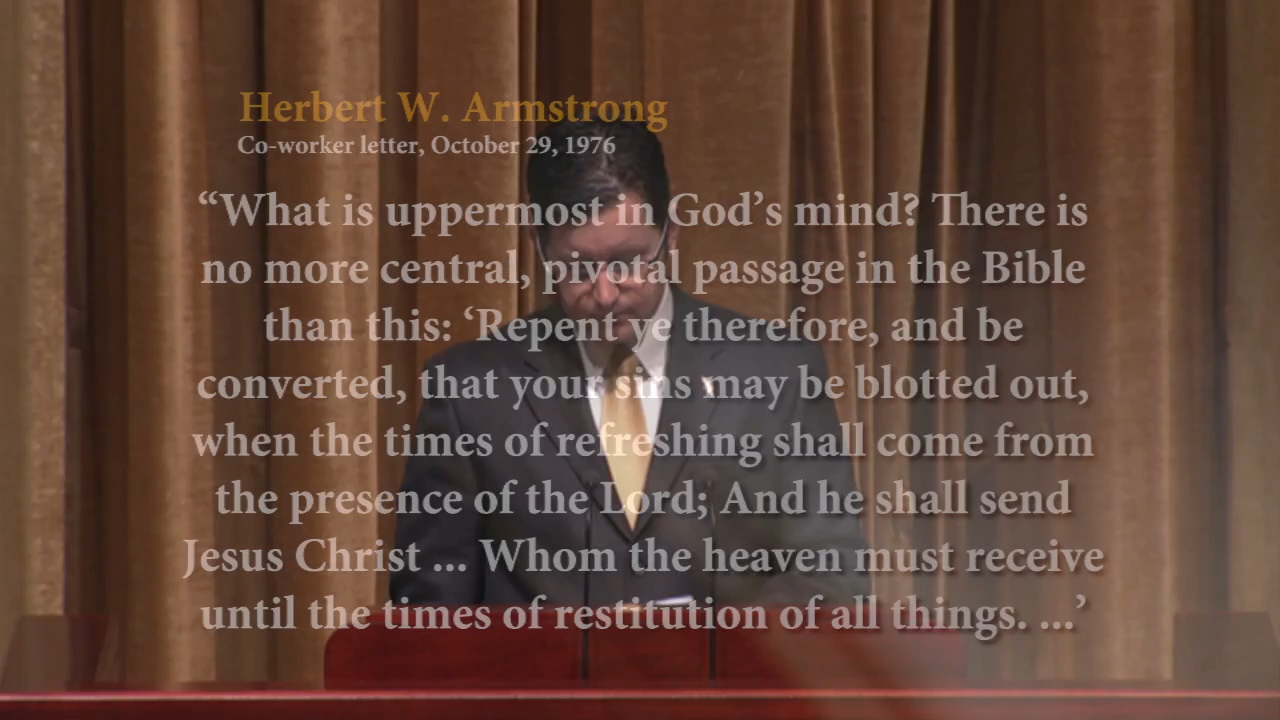 Herbert W. Armstrong
Co-worker letter, October 29, 1976
“What is uppermost in God’s mind? There is
no more central, pivotal passage in the Bible
than this: ‘Repent ye therefore, and be
converted, that your sins may be blotted out,
when the times of refreshing shall come from
the presence of the Lord; And he shall send
Jesus Christ ... Whom the heaven must receive
until the times of restitution of all things. ...’